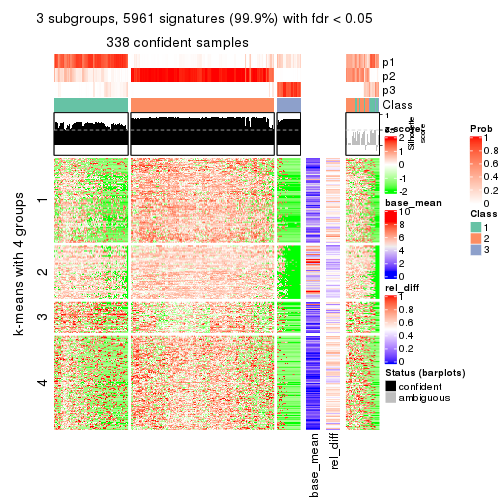 3 subgroups, 5961 signatures (99.9%) with fdr < 0.05
338 confident samples
p1
p2
p3
Class
1
Silhouette
score
k-means with 4 groups
1
2
3
4
base_mean
rel_diff
z-score
2
1
0
-1
-2
base_mean
10
8
6
4
2
0
rel_diff
1
0.8
0.6
0.4
0.2
0
Status (barplots)
confident
ambiguous
Prob
1
0.8
0.6
0.4
0.2
0
Class
1
2
3